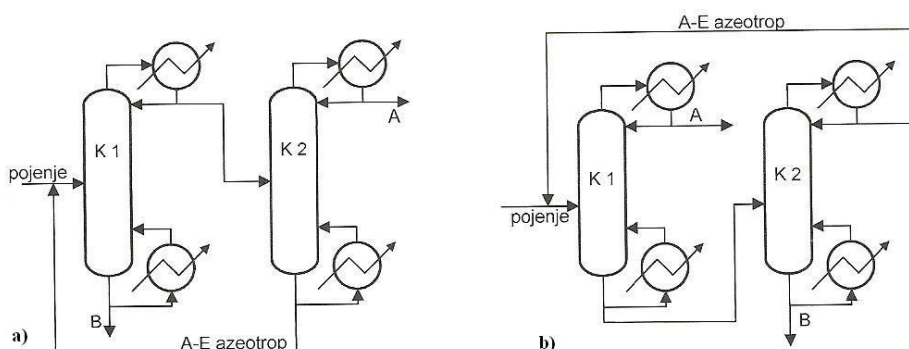 K 1
K 2
A
pojenje
B
a)
A-E azeotrop
A-E azeotrop
A
K 1
K 2
pojenje
B
b)